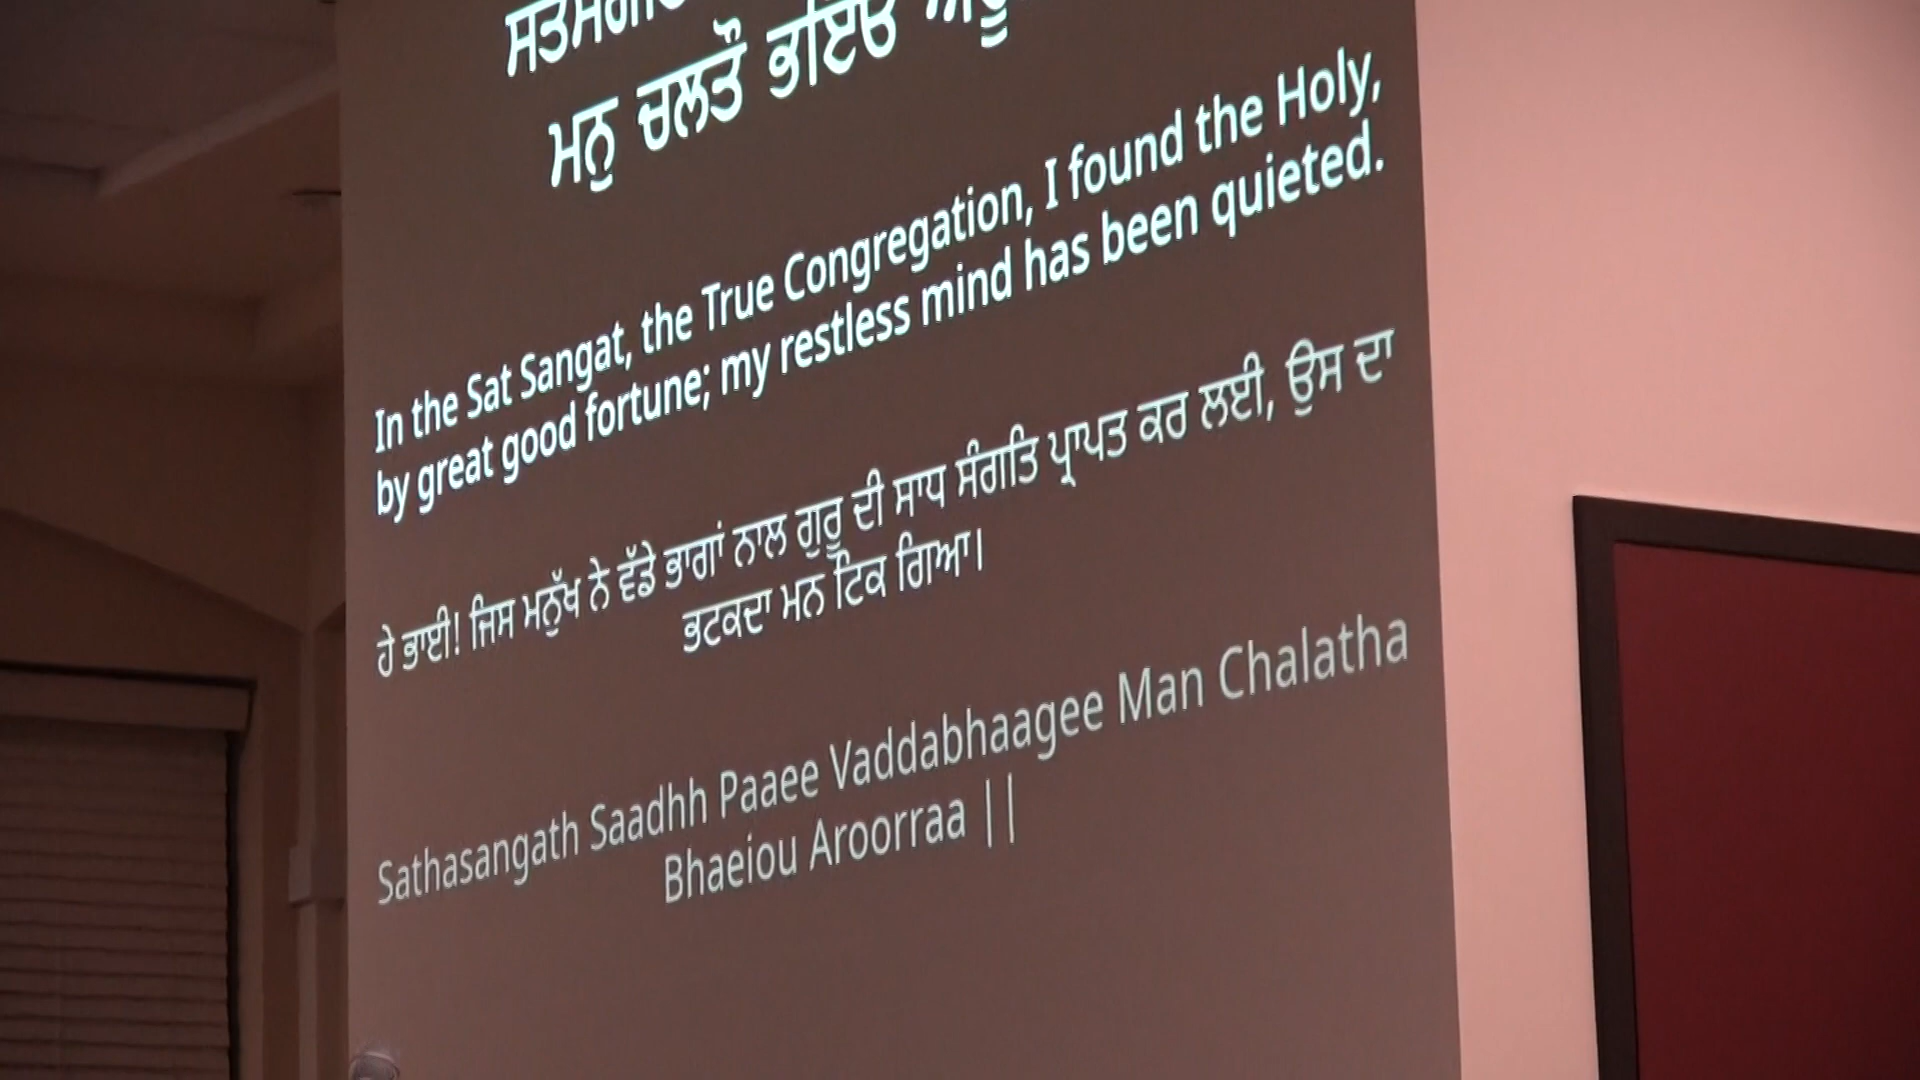 ਮਨੁ ਚਲਤੌ ਭਇਓ
In the Sat Sangat, the True Congregation, I found the Holy,
by great good fortune; my restless mind has been quieted.
ਹੇ ਭਾਈ! ਜਿਸ ਮਨੁੱਖ ਨੇ ਵੱਡੇ ਭਾਗਾਂ ਨਾਲ ਗੁਰੂ ਦੀ ਸਾਧ ਸੰਗਤਿ ਪ੍ਰਾਪਤ ਕਰ ਲਈ, ਉਸ ਦਾ
ਭਟਕਦਾ ਮਨ ਟਿਕ ਗਿਆ।
Sathasangath Saadhh Paaee Vaddabhaagee Man Chalatha
Bhaeiou Aroorraa ||